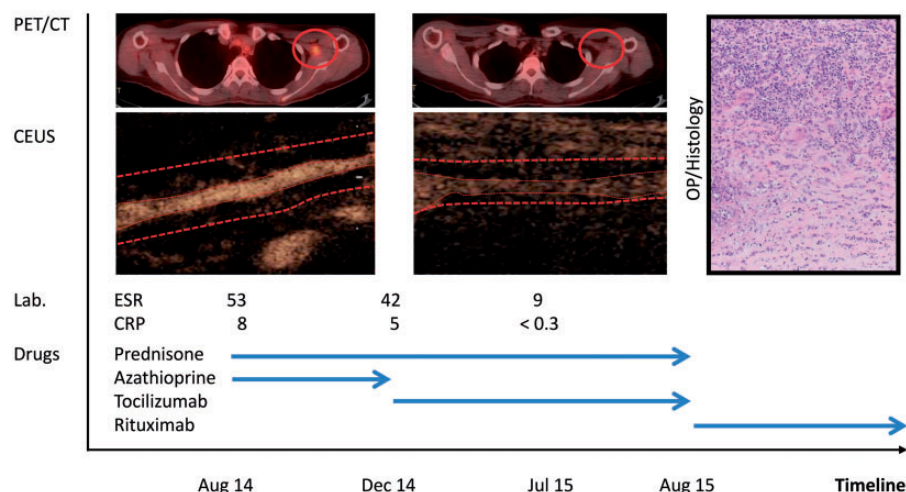 PET/CT
CEUS
OP/Histology
Lab. ESR 53 42 9
CRP 8 5 < 0.3
Drugs Prednisone
Azathioprine
Tocilizumab
Rituximab
Aug 14 Dec 14 Jul 15 Aug 15 Timeline